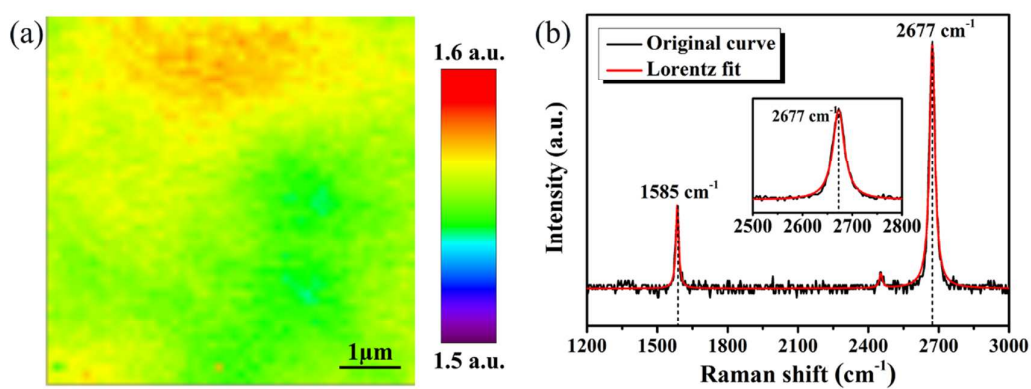 (a)
1.6 a.u.
1.5 a.u.
1μm
(b)
2677 cm⁻¹
Original curve
Lorentz fit
2677 cm⁻¹
2500 2600 2700 2800
1585 cm⁻¹
Intensity (a.u.)
1200 1500 1800 2100 2400 2700 3000
Raman shift (cm⁻¹)